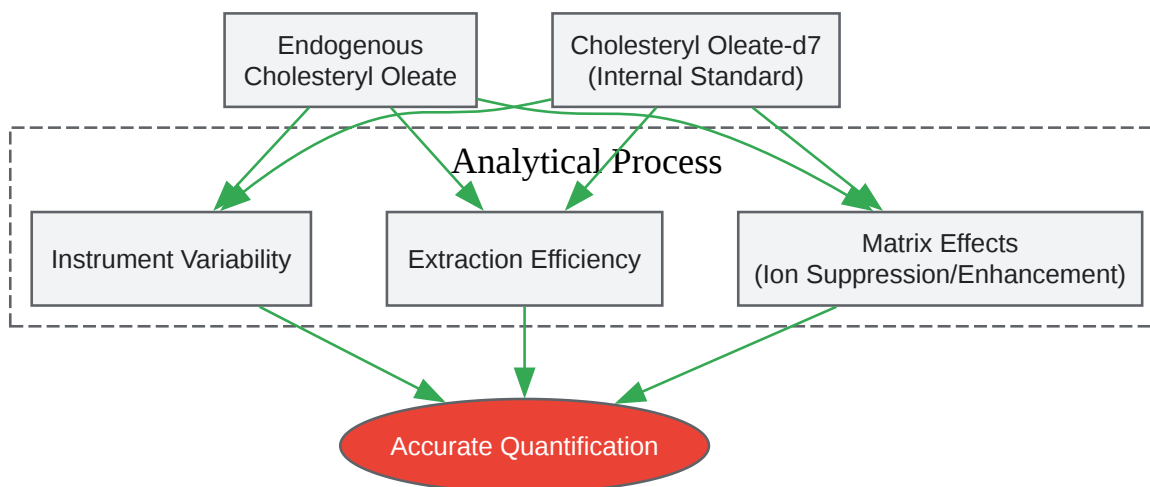 Endogenous
Cholesteryl Oleate
Cholesteryl Oleate-d7
(Internal Standard)
Analytical Process
Instrument Variability
Extraction Efficiency
Matrix Effects
(Ion Suppression/Enhancement)
Accurate Quantification